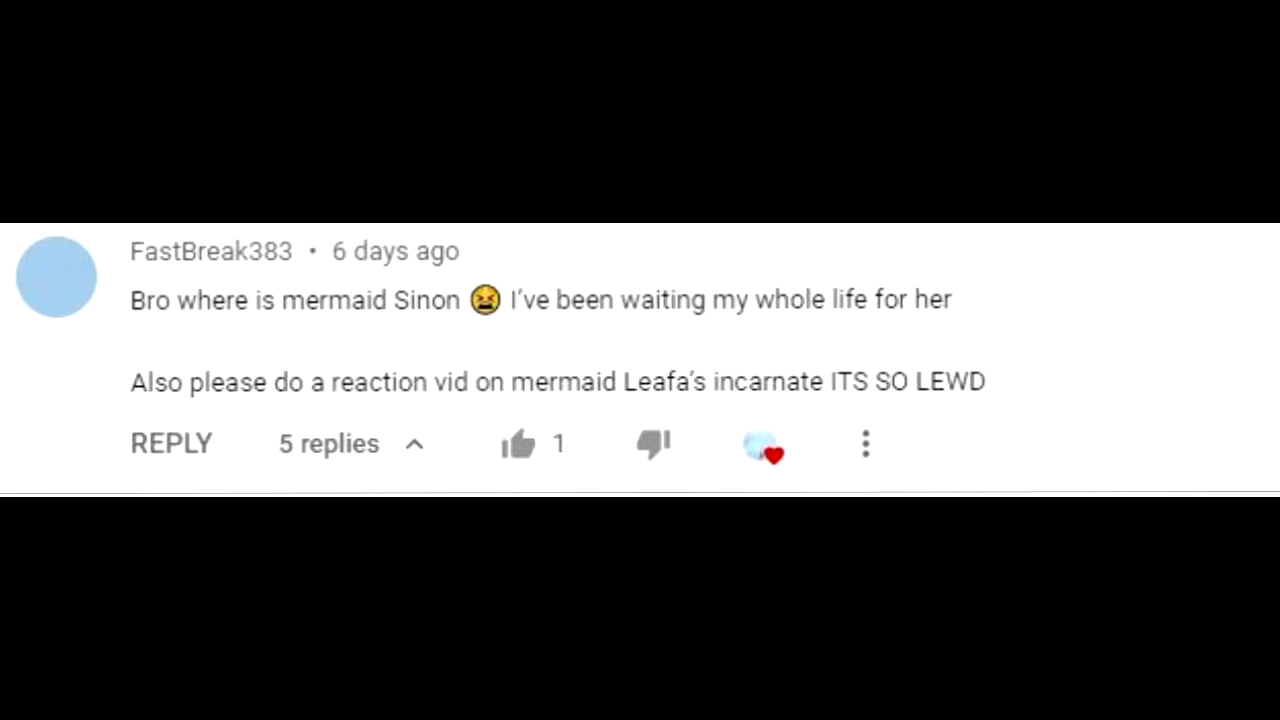 FastBreak383 • 6 days ago
Bro where is mermaid Sinon 😫 I've been waiting my whole life for her
Also please do a reaction vid on mermaid Leafa's incarnate ITS SO LEWD
REPLY 5 replies 1